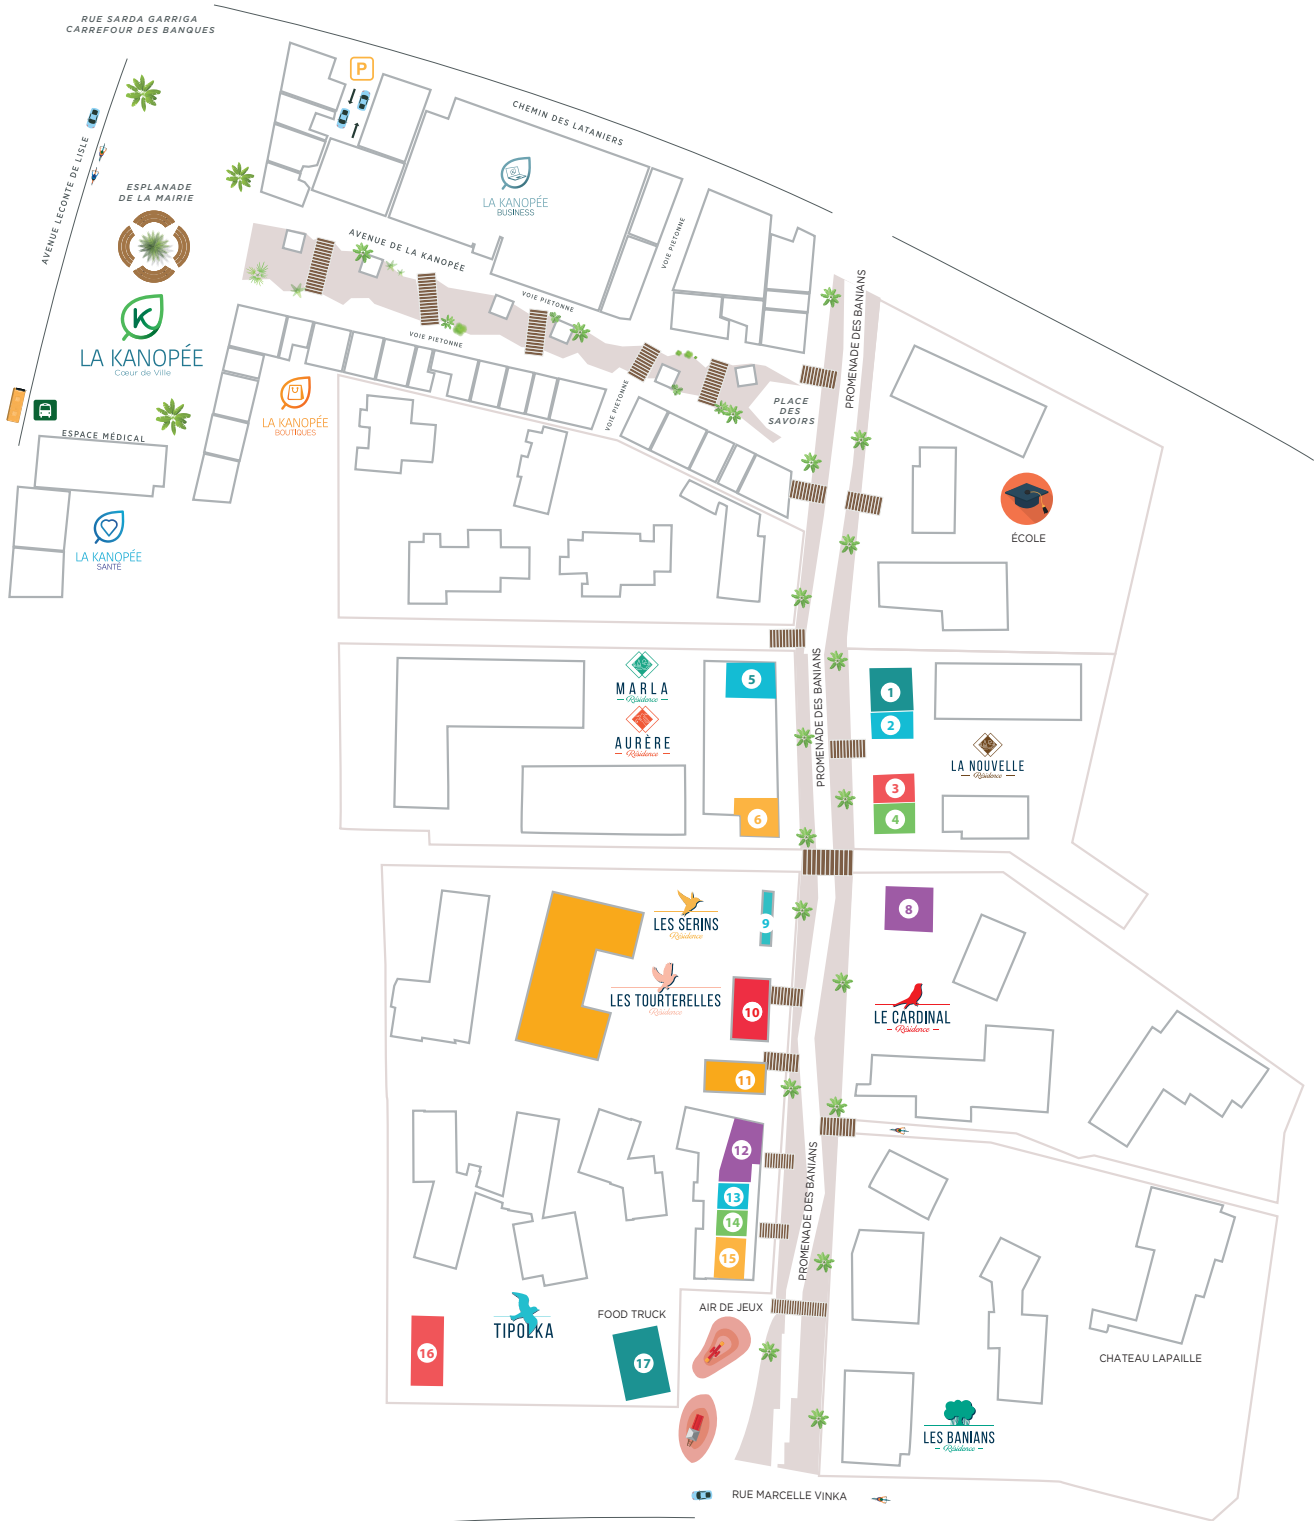 RUE SARDA GARRIGA
CARREFOUR DES BANQUES
P
CHEMIN DES LATANIERS
AVENUE LECONTE DE LISLE
ESPLANADE
DE LA MAIRIE
LA KANOPÉE
BUSINESS
AVENUE DE LA KANOPÉE
VOIE PIETONNE
VOIE PIETONNE
VOIE PIETONNE
VOIE PIETONNE
PROMENADE DES BANIANS
K
LA KANOPÉE
Cœur de Ville
LA KANOPÉE
BOUTIQUES
PLACE
DES
SAVOIRS
ESPACE MÉDICAL
LA KANOPÉE
SANTÉ
ÉCOLE
MARLA
Résidence
AURÈRE
Résidence
5
1
2
PROMENADE DES BANIANS
LA NOUVELLE
Résidence
3
4
6
LES SERINS
Résidence
9
8
LES TOURTERELLES
Résidence
10
LE CARDINAL
Résidence
11
12
13
14
15
PROMENADE DES BANIANS
TIPOLKA
FOOD TRUCK
AIR DE JEUX
16
17
CHATEAU LAPAILLE
LES BANIANS
Résidence
RUE MARCELLE VINKA